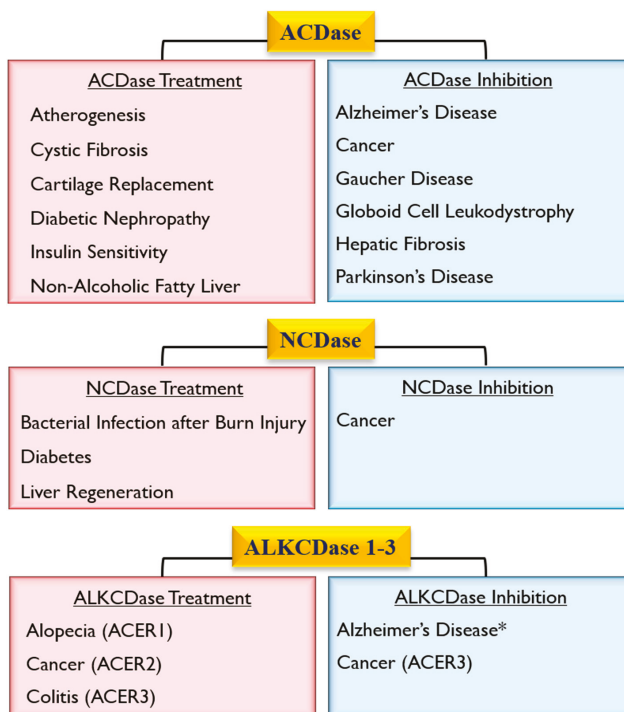 ACDase
ACDase Treatment
Atherogenesis
Cystic Fibrosis
Cartilage Replacement
Diabetic Nephropathy
Insulin Sensitivity
Non-Alcoholic Fatty Liver
ACDase Inhibition
Alzheimer's Disease
Cancer
Gaucher Disease
Globoid Cell Leukodystrophy
Hepatic Fibrosis
Parkinson's Disease
NCDase
NCDase Treatment
Bacterial Infection after Burn Injury
Diabetes
Liver Regeneration
NCDase Inhibition
Cancer
ALKCDase 1-3
ALKCDase Treatment
Alopecia (ACER1)
Cancer (ACER2)
Colitis (ACER3)
ALKCDase Inhibition
Alzheimer's Disease*
Cancer (ACER3)